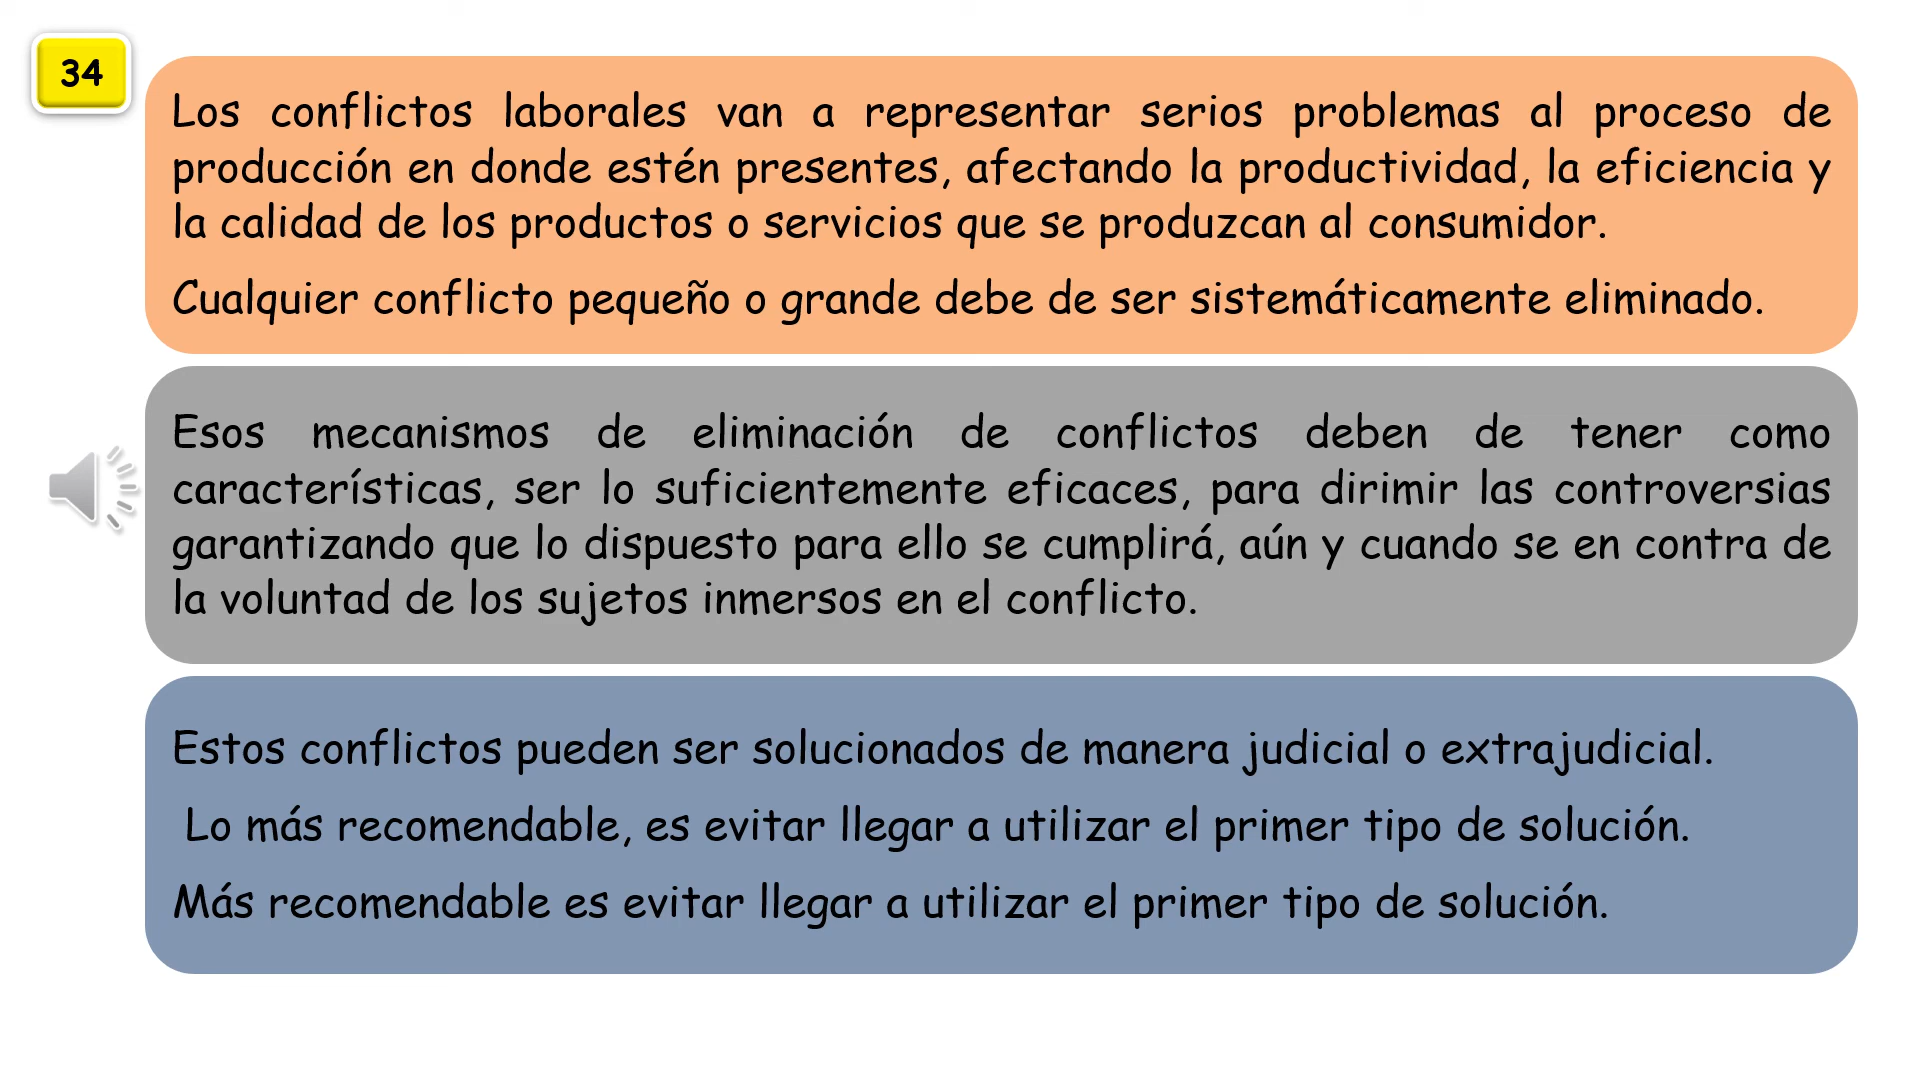 34
Los conflictos laborales van a representar serios problemas al proceso de
producción en donde estén presentes, afectando la productividad, la eficiencia y
la calidad de los productos o servicios que se produzcan al consumidor.
Cualquier conflicto pequeño o grande debe de ser sistemáticamente eliminado.
Esos mecanismos de eliminación de conflictos deben de tener como
características, ser lo suficientemente eficaces, para dirimir las controversias
garantizando que lo dispuesto para ello se cumplirá, aún y cuando se en contra de
la voluntad de los sujetos inmersos en el conflicto.
Estos conflictos pueden ser solucionados de manera judicial o extrajudicial.
Lo más recomendable, es evitar llegar a utilizar el primer tipo de solución.
Más recomendable es evitar llegar a utilizar el primer tipo de solución.